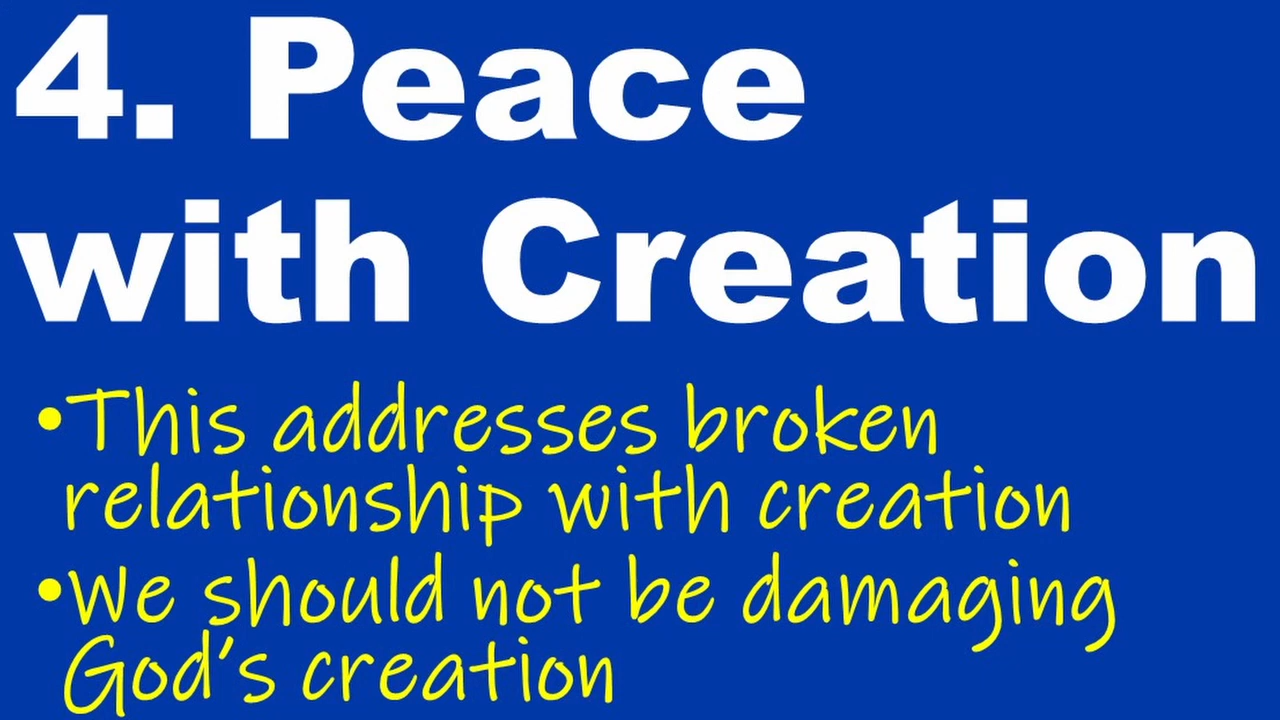 4. Peace
with Creation
•This addresses broken
relationship with creation
•We should not be damaging
God's creation